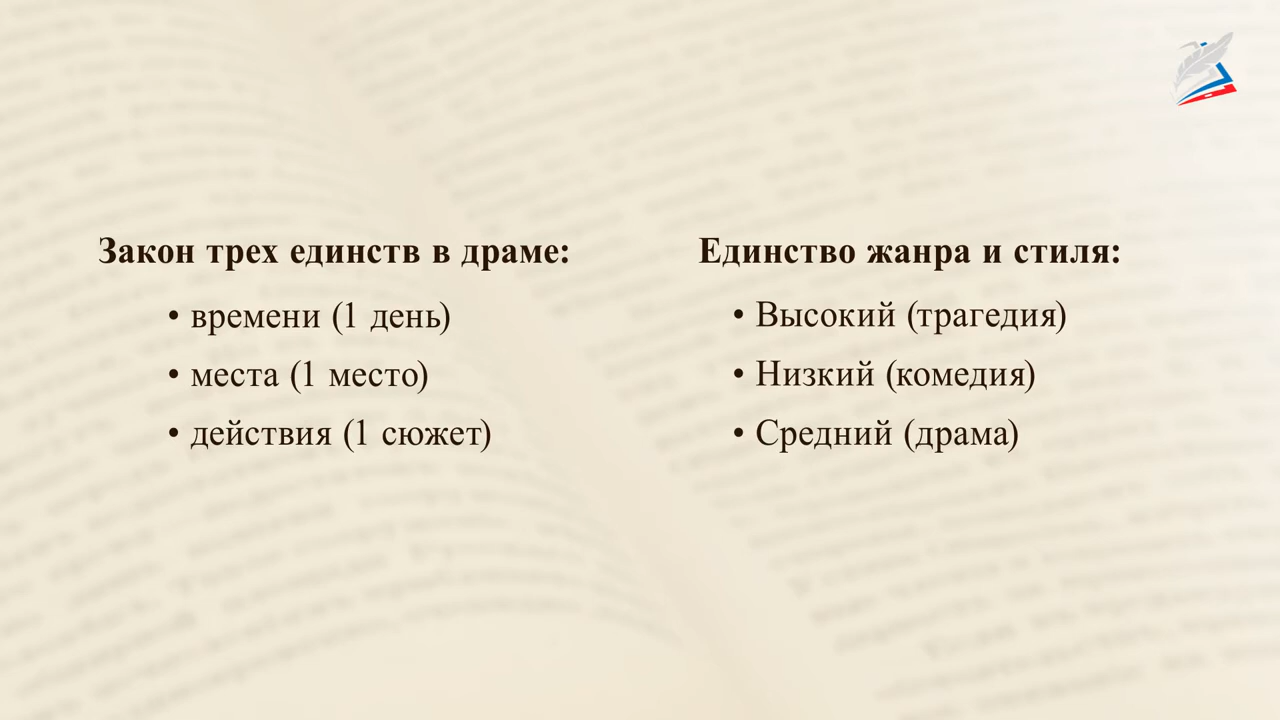 Закон трех единств в драме:
• времени (1 день)
• места (1 место)
• действия (1 сюжет)
Единство жанра и стиля:
• Высокий (трагедия)
• Низкий (комедия)
• Средний (драма)